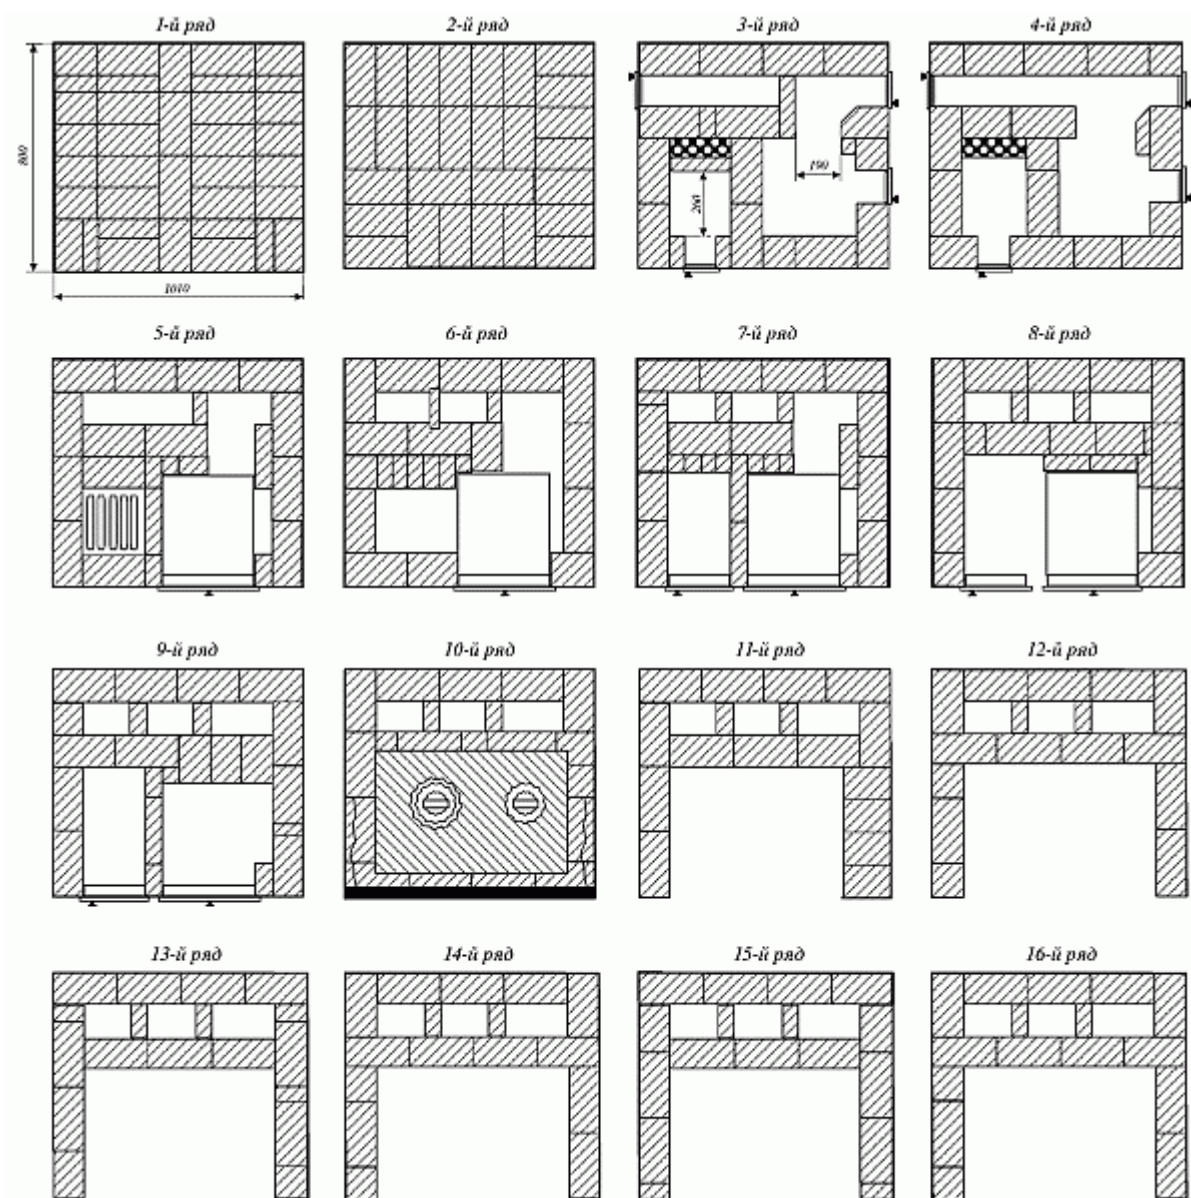 1-й ряд
2-й ряд
3-й ряд
4-й ряд
800
1010
190
260
5-й ряд
6-й ряд
7-й ряд
8-й ряд
9-й ряд
10-й ряд
11-й ряд
12-й ряд
13-й ряд
14-й ряд
15-й ряд
16-й ряд